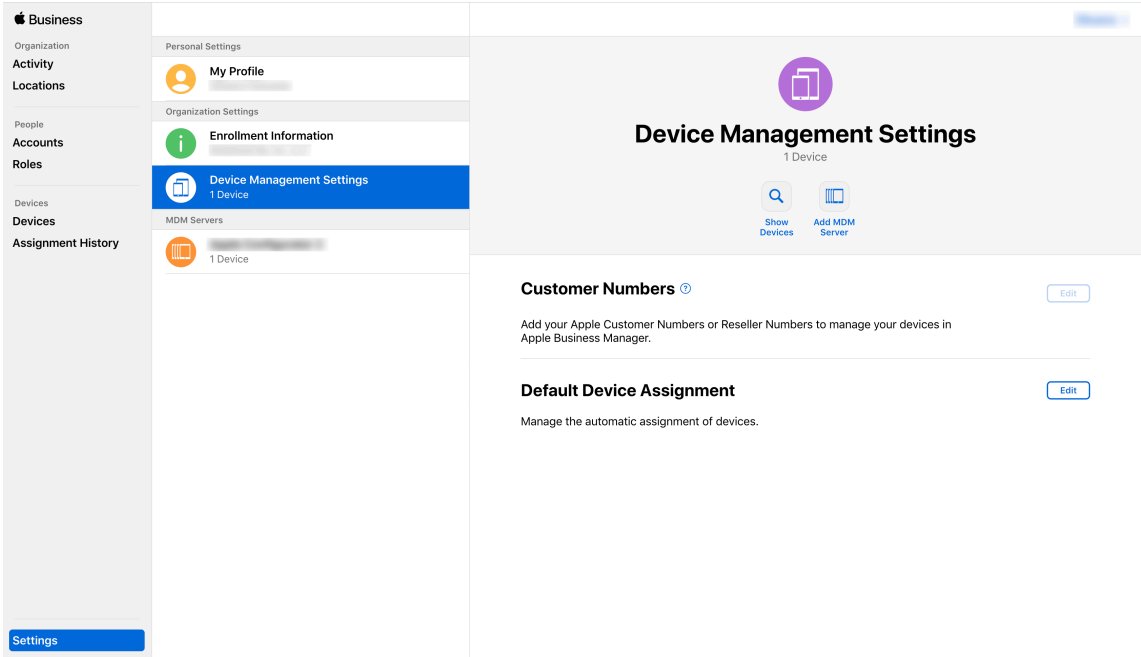 Business
Organization
Activity
Locations
People
Accounts
Roles
Devices
Devices
Assignment History
Settings
Personal Settings
My Profile
Organization Settings
Enrollment Information
Device Management Settings
1 Device
MDM Servers
1 Device
Device Management Settings
1 Device
Show
Devices
Add MDM
Server
Customer Numbers ?
Edit
Add your Apple Customer Numbers or Reseller Numbers to manage your devices in
Apple Business Manager.
Default Device Assignment
Edit
Manage the automatic assignment of devices.